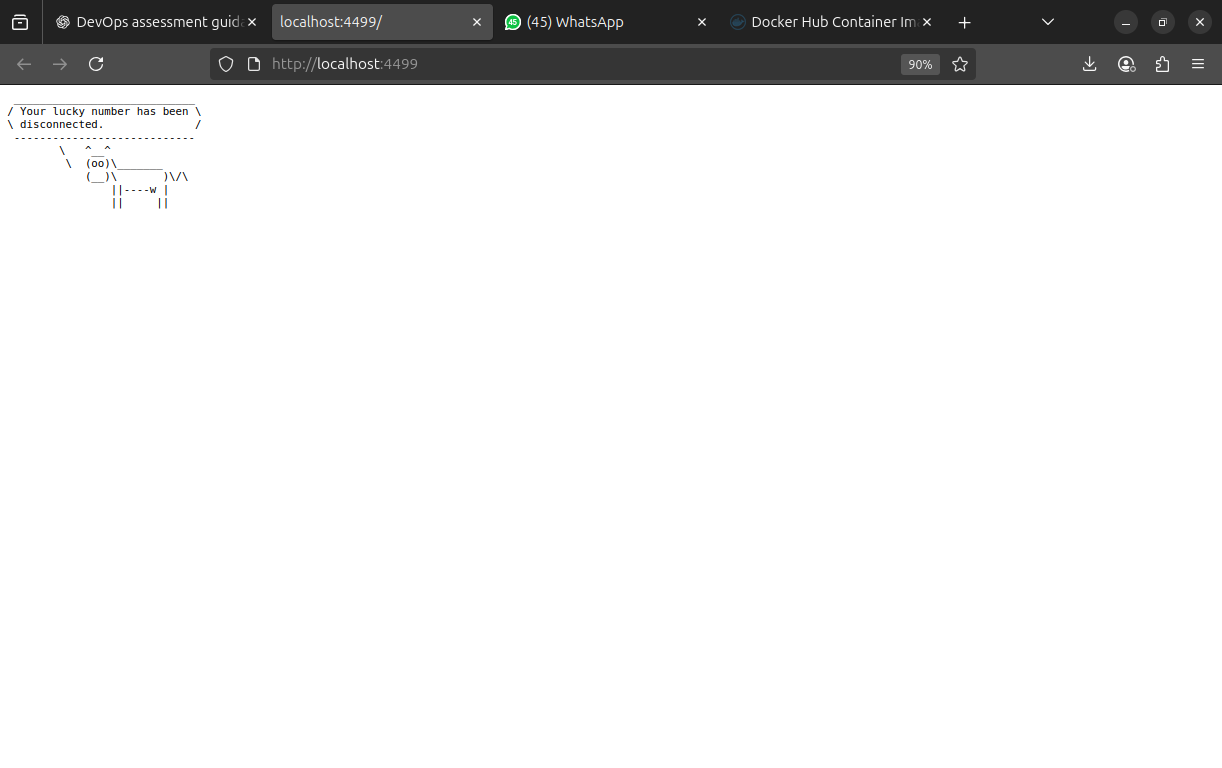 DevOps assessment guid
localhost:4499/
(45) WhatsApp
Docker Hub Container Im
http://localhost:4499
90%
 ____________________________
/ Your lucky number has been \
\ disconnected.              /
 ----------------------------
        \   ^__^
         \  (oo)\_______
            (__)\       )\/\
                ||----w |
                ||     ||